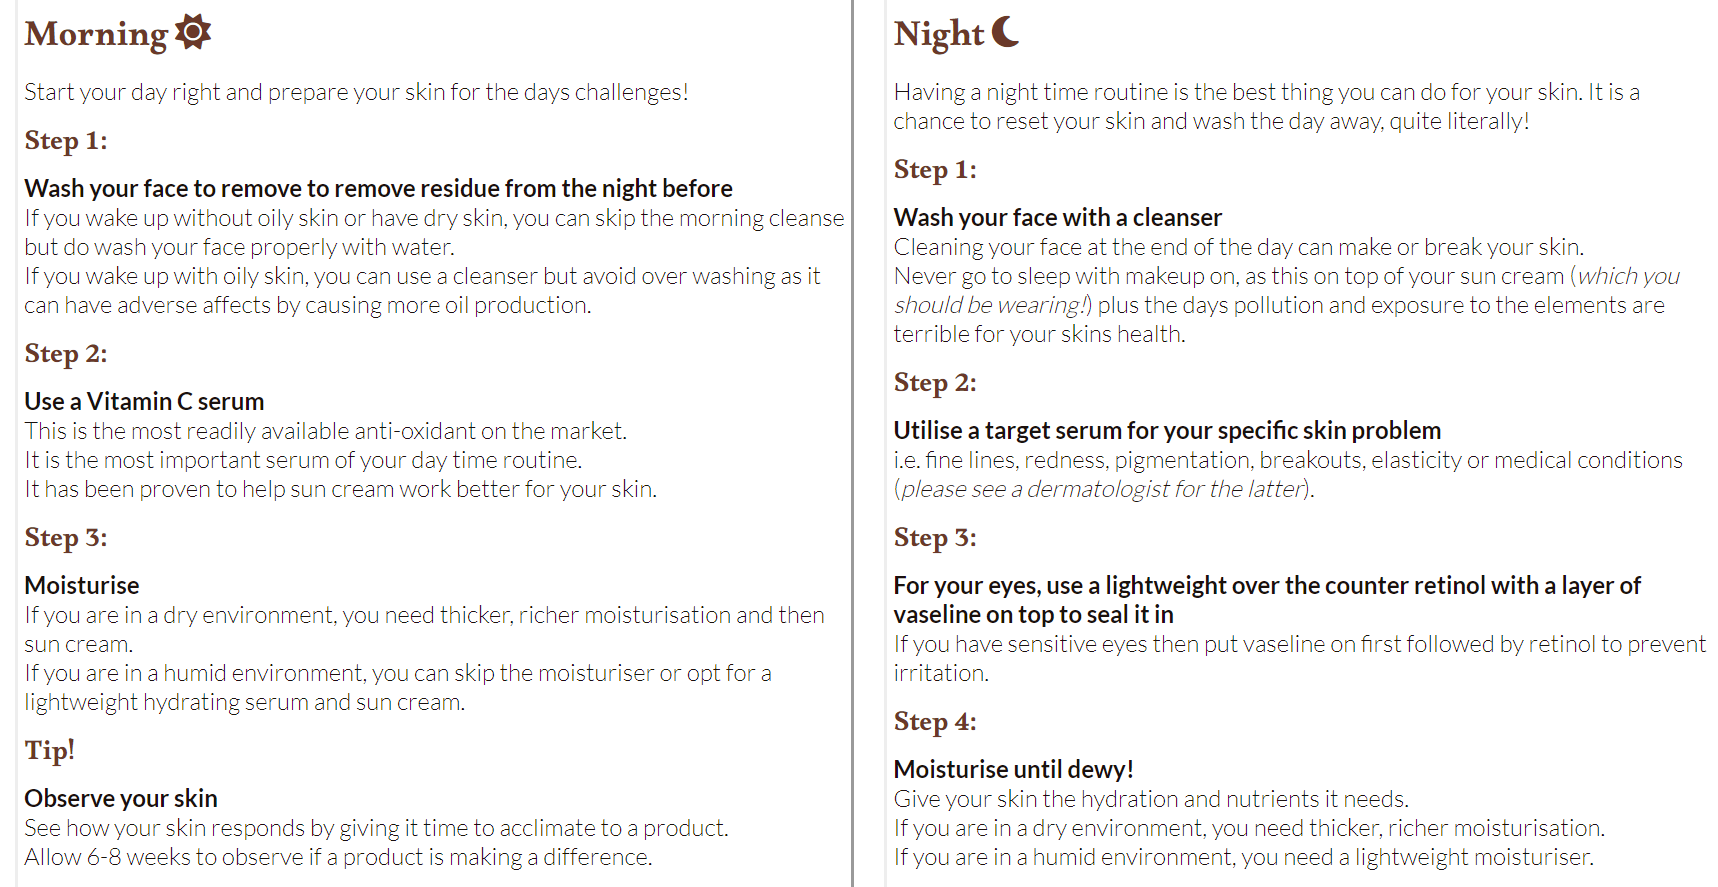 Morning
Start your day right and prepare your skin for the days challenges!
Step 1:
Wash your face to remove to remove residue from the night before
If you wake up without oily skin or have dry skin, you can skip the morning cleanse
but do wash your face properly with water.
If you wake up with oily skin, you can use a cleanser but avoid over washing as it
can have adverse affects by causing more oil production.
Step 2:
Use a Vitamin C serum
This is the most readily available anti-oxidant on the market.
It is the most important serum of your day time routine.
It has been proven to help sun cream work better for your skin.
Step 3:
Moisturise
If you are in a dry environment, you need thicker, richer moisturisation and then
sun cream.
If you are in a humid environment, you can skip the moisturiser or opt for a
lightweight hydrating serum and sun cream.
Tip!
Observe your skin
See how your skin responds by giving it time to acclimate to a product.
Allow 6-8 weeks to observe if a product is making a difference.
Night
Having a night time routine is the best thing you can do for your skin. It is a
chance to reset your skin and wash the day away, quite literally!
Step 1:
Wash your face with a cleanser
Cleaning your face at the end of the day can make or break your skin.
Never go to sleep with makeup on, as this on top of your sun cream (which you
should be wearing!) plus the days pollution and exposure to the elements are
terrible for your skins health.
Step 2:
Utilise a target serum for your specific skin problem
i.e. fine lines, redness, pigmentation, breakouts, elasticity or medical conditions
(please see a dermatologist for the latter).
Step 3:
For your eyes, use a lightweight over the counter retinol with a layer of
vaseline on top to seal it in
If you have sensitive eyes then put vaseline on first followed by retinol to prevent
irritation.
Step 4:
Moisturise until dewy!
Give your skin the hydration and nutrients it needs.
If you are in a dry environment, you need thicker, richer moisturisation.
If you are in a humid environment, you need a lightweight moisturiser.